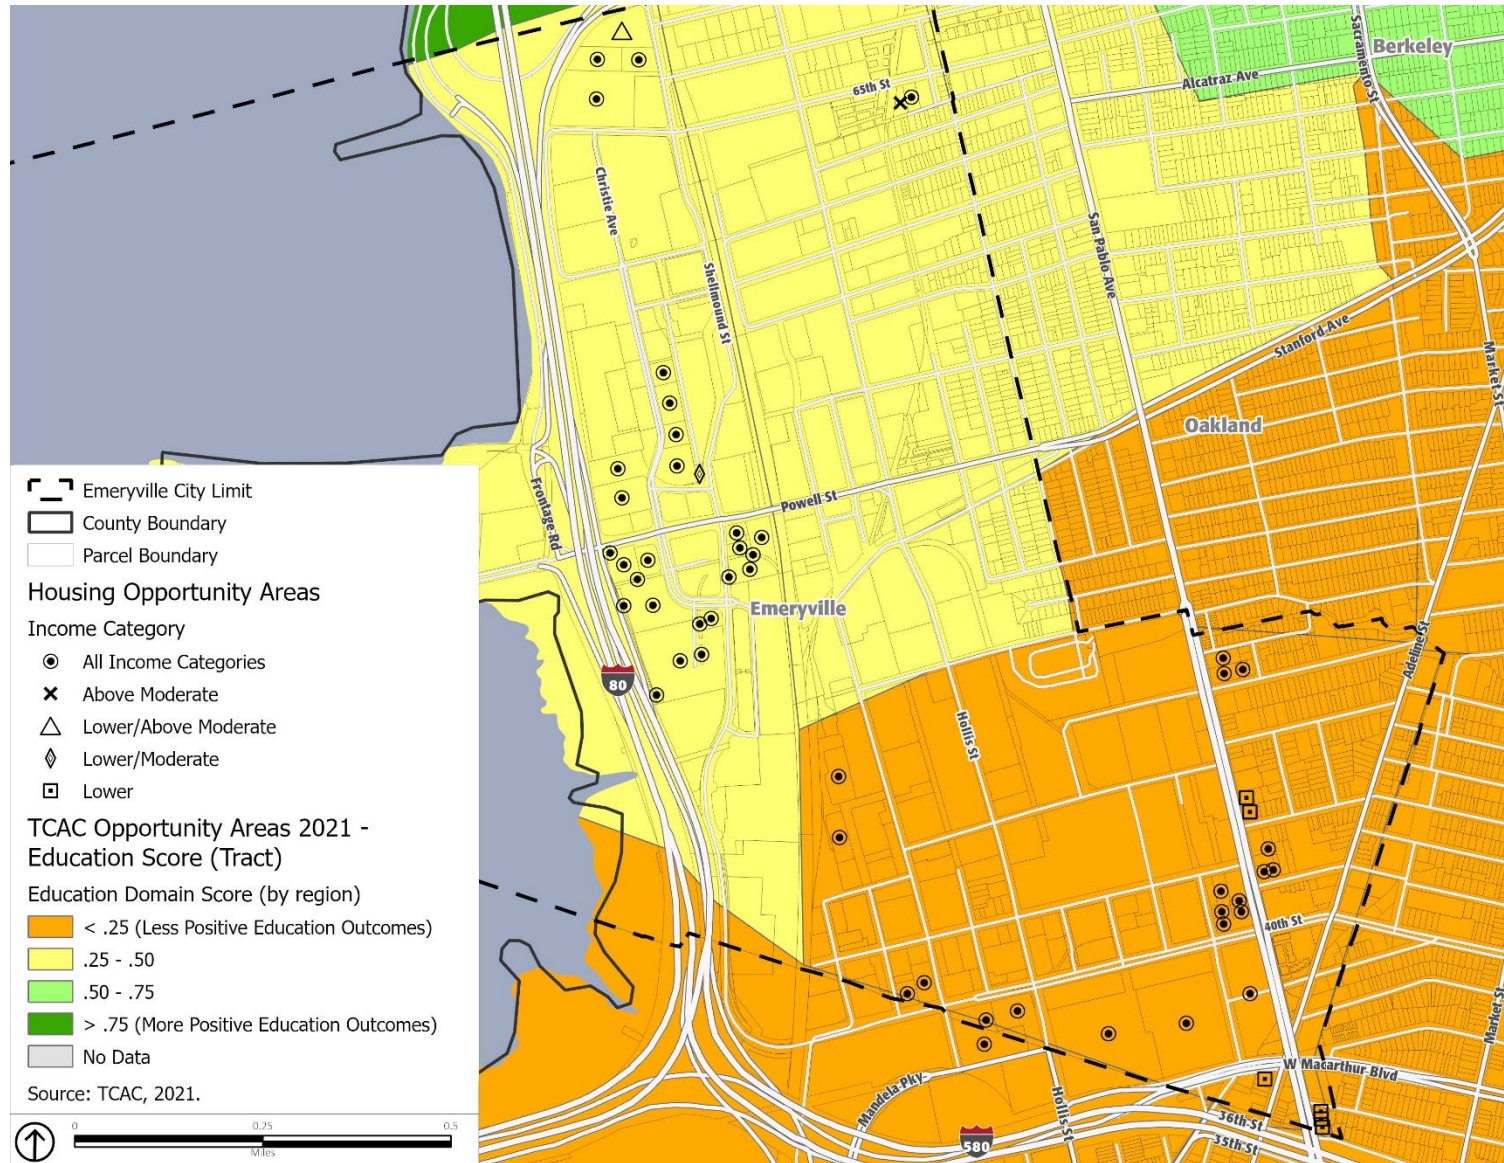 Berkeley
Sacramento St
Alcatraz Ave
65th St
Christie Ave
San Pablo Ave
Shellmound St
Stanford Ave
Market St
Oakland
Frontage Rd
Powell St
Emeryville
80
Adeline St
Hollis St
40th St
Market St
W Macarthur Blvd
Mandela Pky
Hollis St
36th St
35th St
580
Emeryville City Limit
County Boundary
Parcel Boundary
Housing Opportunity Areas
Income Category
All Income Categories
Above Moderate
Lower/Above Moderate
Lower/Moderate
Lower
TCAC Opportunity Areas 2021 -
Education Score (Tract)
Education Domain Score (by region)
< .25 (Less Positive Education Outcomes)
.25 - .50
.50 - .75
> .75 (More Positive Education Outcomes)
No Data
Source: TCAC, 2021.
0 0.25 0.5
Miles